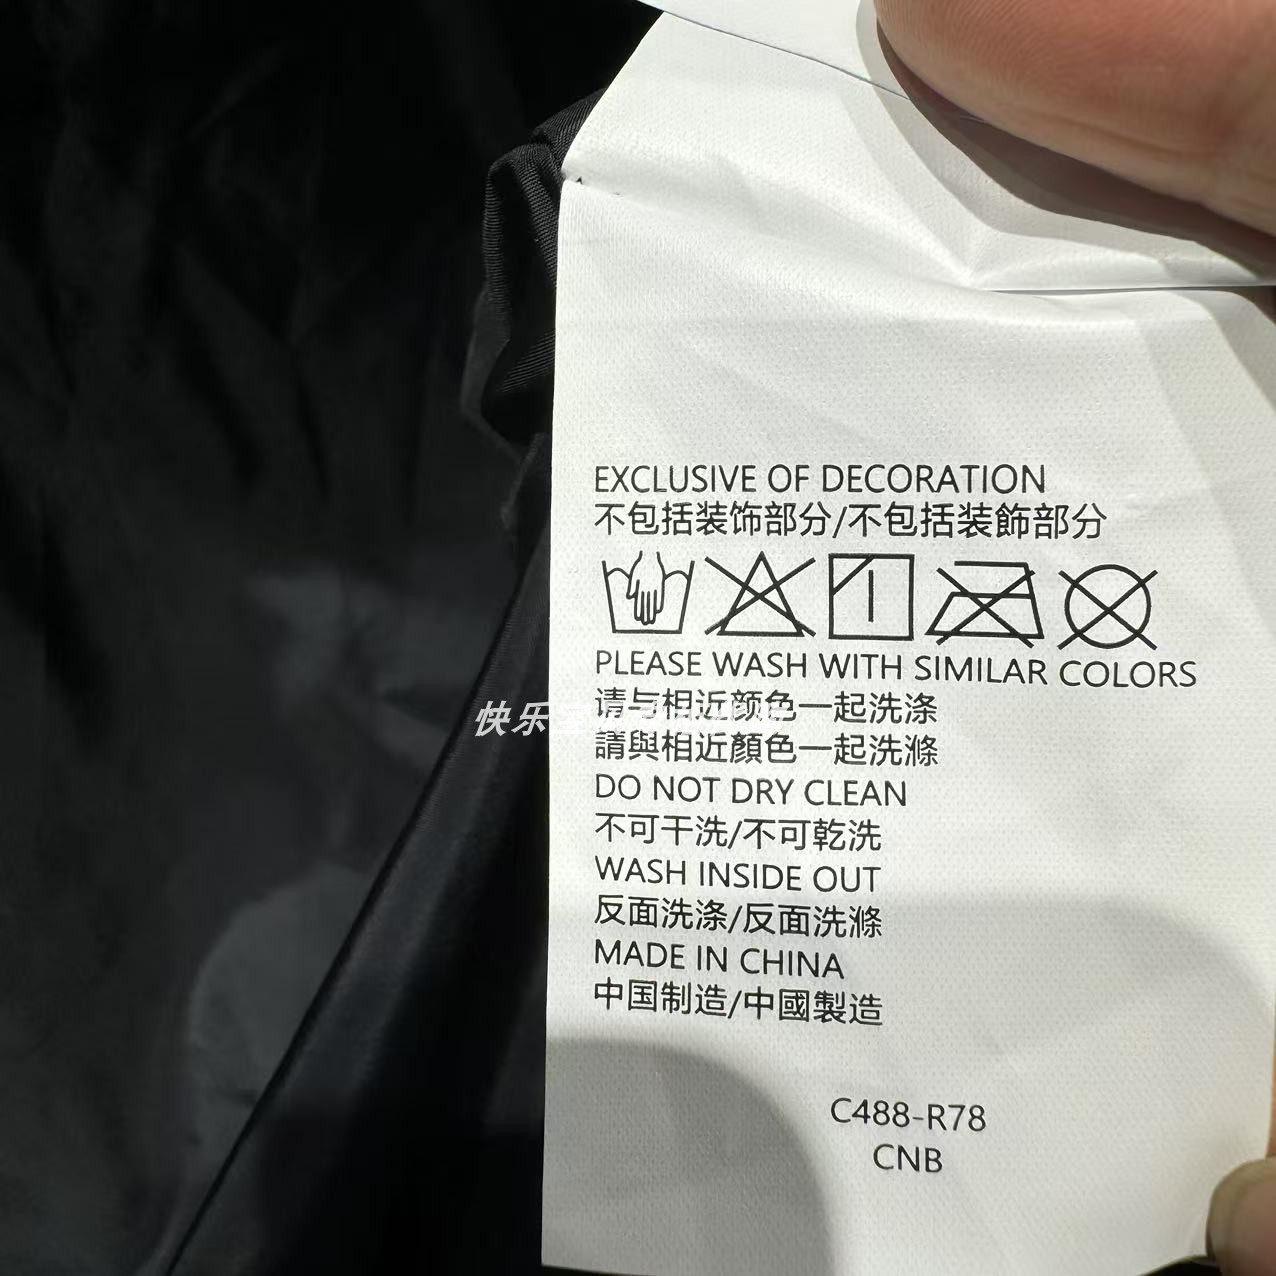 EXCLUSIVE OF DECORATION
不包括装饰部分/不包括装飾部分
PLEASE WASH WITH SIMILAR COLORS
请与相近颜色一起洗涤
快乐
請與相近顏色一起洗滌
DO NOT DRY CLEAN
不可干洗/不可乾洗
WASH INSIDE OUT
反面洗涤/反面洗滌
MADE IN CHINA
中国制造/中國製造
C488-R78
CNB